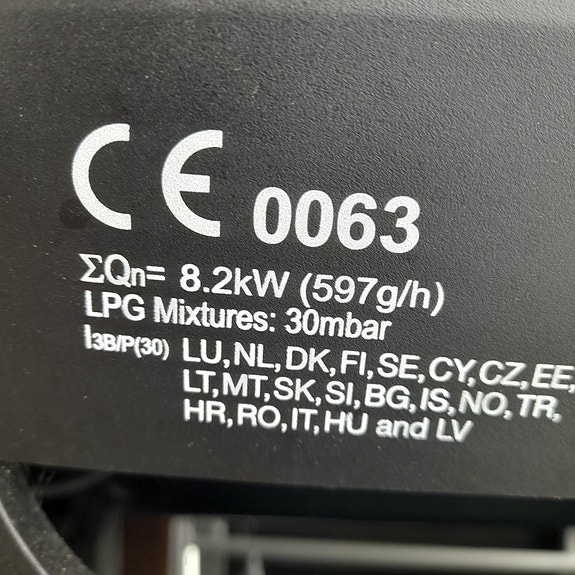 CE 0063
ΣQn= 8.2kW (597g/h)
LPG Mixtures: 30mbar
I3B/P(30) LU,NL,DK,FI,SE,CY,CZ,EE,
LT,MT,SK,SI,BG,IS,NO,TR,
HR,RO,IT,HU and LV